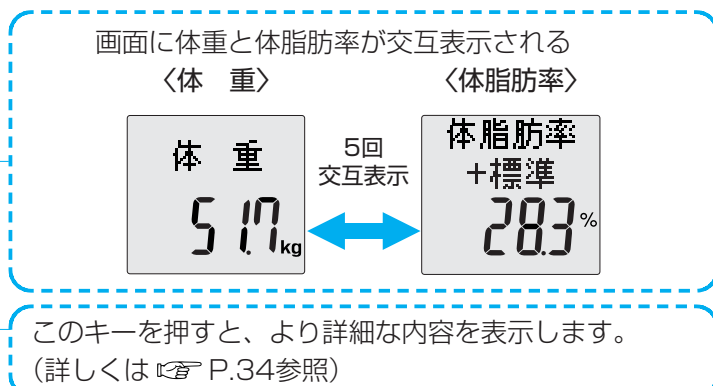 画面に体重と体脂肪率が交互表示される
〈体 重〉 〈体脂肪率〉
体 重
51.7kg
5回
交互表示
体脂肪率
+標準
28.3%
このキーを押すと、より詳細な内容を表示します。
(詳しくは ☞ P.34参照)